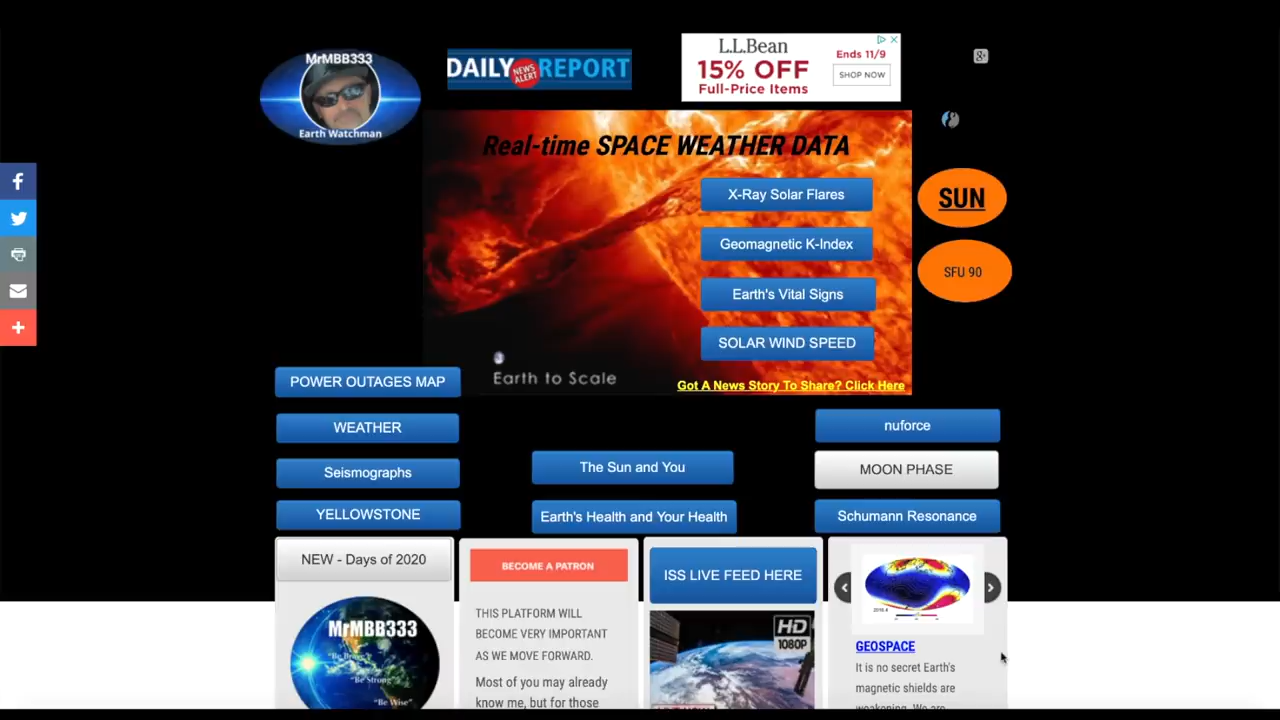 MrMBB333
Earth Watchman
DAILY NEWS ALERT REPORT
L.L.Bean
15% OFF
Full-Price Items
Ends 11/9
SHOP NOW
Real-time SPACE WEATHER DATA
X-Ray Solar Flares
Geomagnetic K-Index
Earth's Vital Signs
SOLAR WIND SPEED
Earth to Scale
Got A News Story To Share? Click Here
SUN
SFU 90
POWER OUTAGES MAP
WEATHER
Seismographs
YELLOWSTONE
The Sun and You
Earth's Health and Your Health
nuforce
MOON PHASE
Schumann Resonance
NEW - Days of 2020
MrMBB333
"Be Strong"
"Be Wise"
BECOME A PATRON
THIS PLATFORM WILL
BECOME VERY IMPORTANT
AS WE MOVE FORWARD.
Most of you may already
know me, but for those
ISS LIVE FEED HERE
HD
1080P
GEOSPACE
It is no secret Earth's
magnetic shields are
weakening. We are